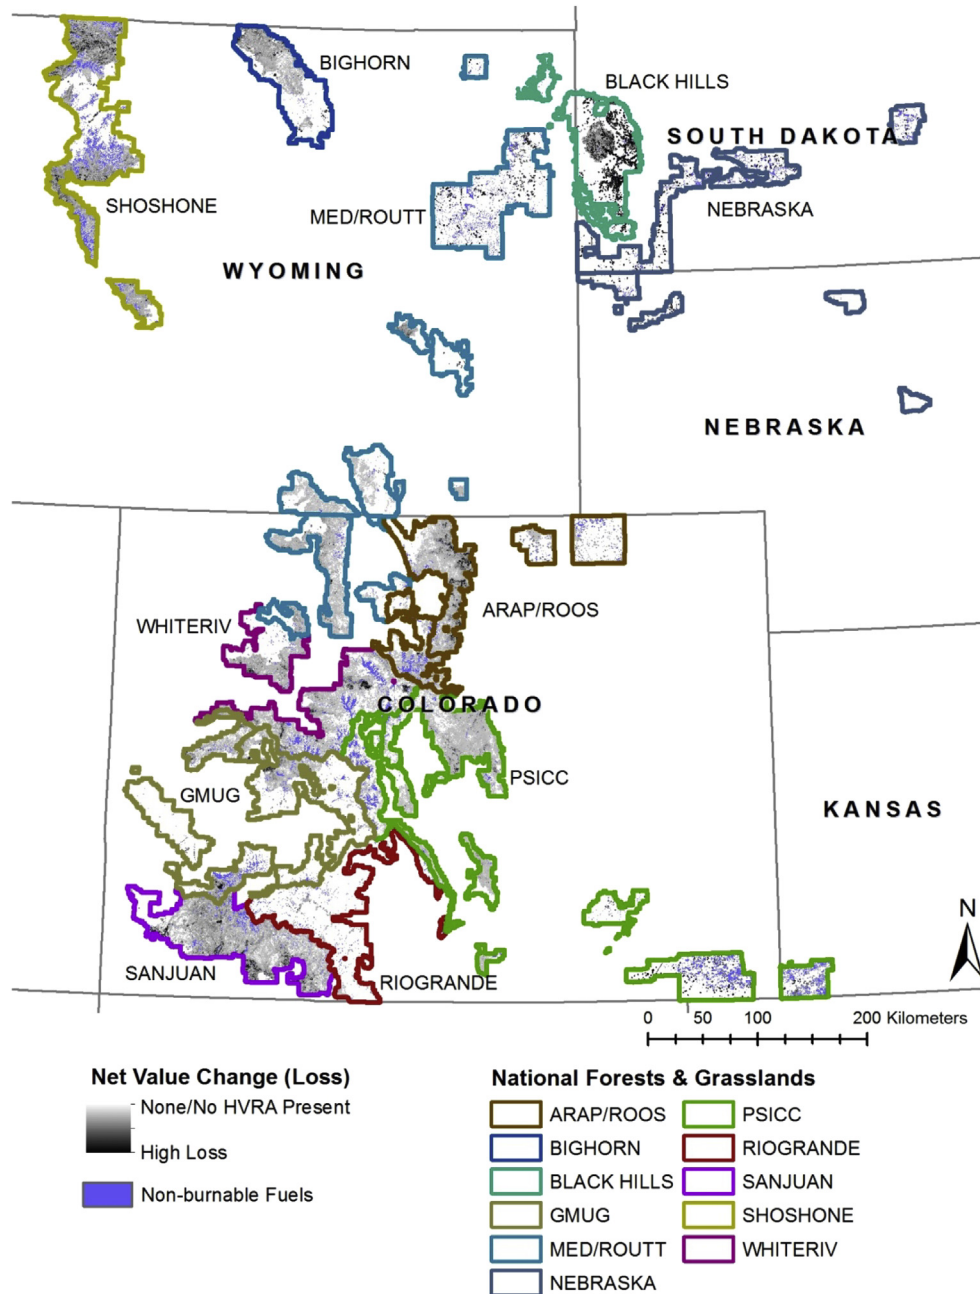 BIGHORN
BLACK HILLS
SOUTH DAKOTA
SHOSHONE
MED/ROUTT
NEBRASKA
WYOMING
NEBRASKA
WHITERIV
ARAP/ROOS
COLORADO
PSICC
GMUG
KANSAS
SANJUAN
RIOGRANDE
N
0 50 100 200 Kilometers
Net Value Change (Loss)
None/No HVRA Present
High Loss
Non-burnable Fuels
National Forests & Grasslands
ARAP/ROOS
BIGHORN
BLACK HILLS
GMUG
MED/ROUTT
NEBRASKA
PSICC
RIOGRANDE
SANJUAN
SHOSHONE
WHITERIV